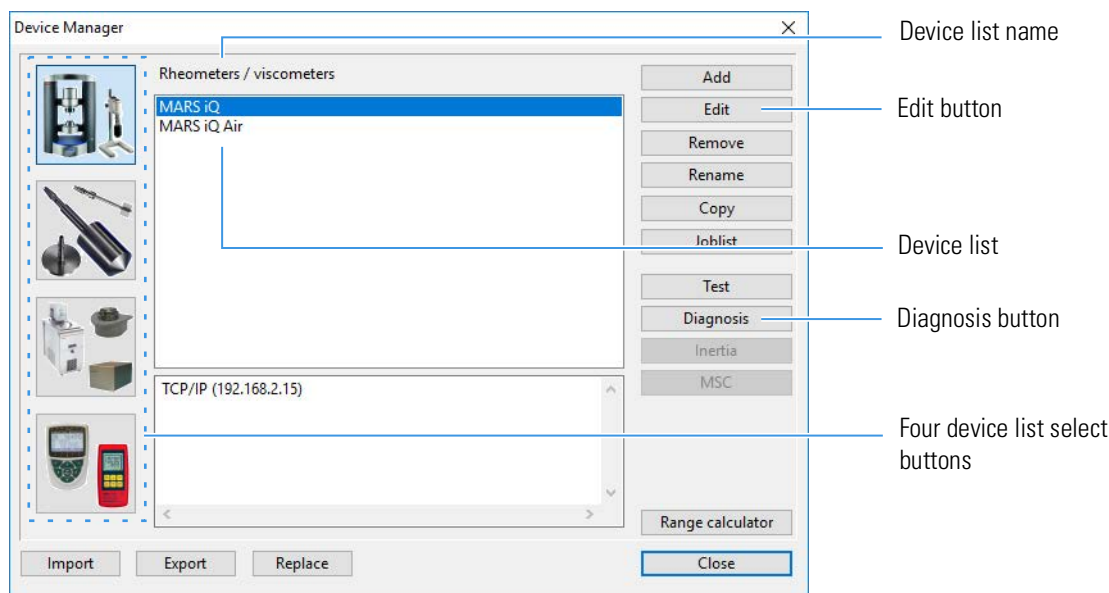 Device Manager
Device list name
Rheometers / viscometers
MARS iQ
MARS iQ Air
Add
Edit
Edit button
Remove
Rename
Copy
Joblist
Device list
Test
Diagnosis
Diagnosis button
Inertia
MSC
TCP/IP (192.168.2.15)
Four device list select
buttons
Range calculator
Import
Export
Replace
Close